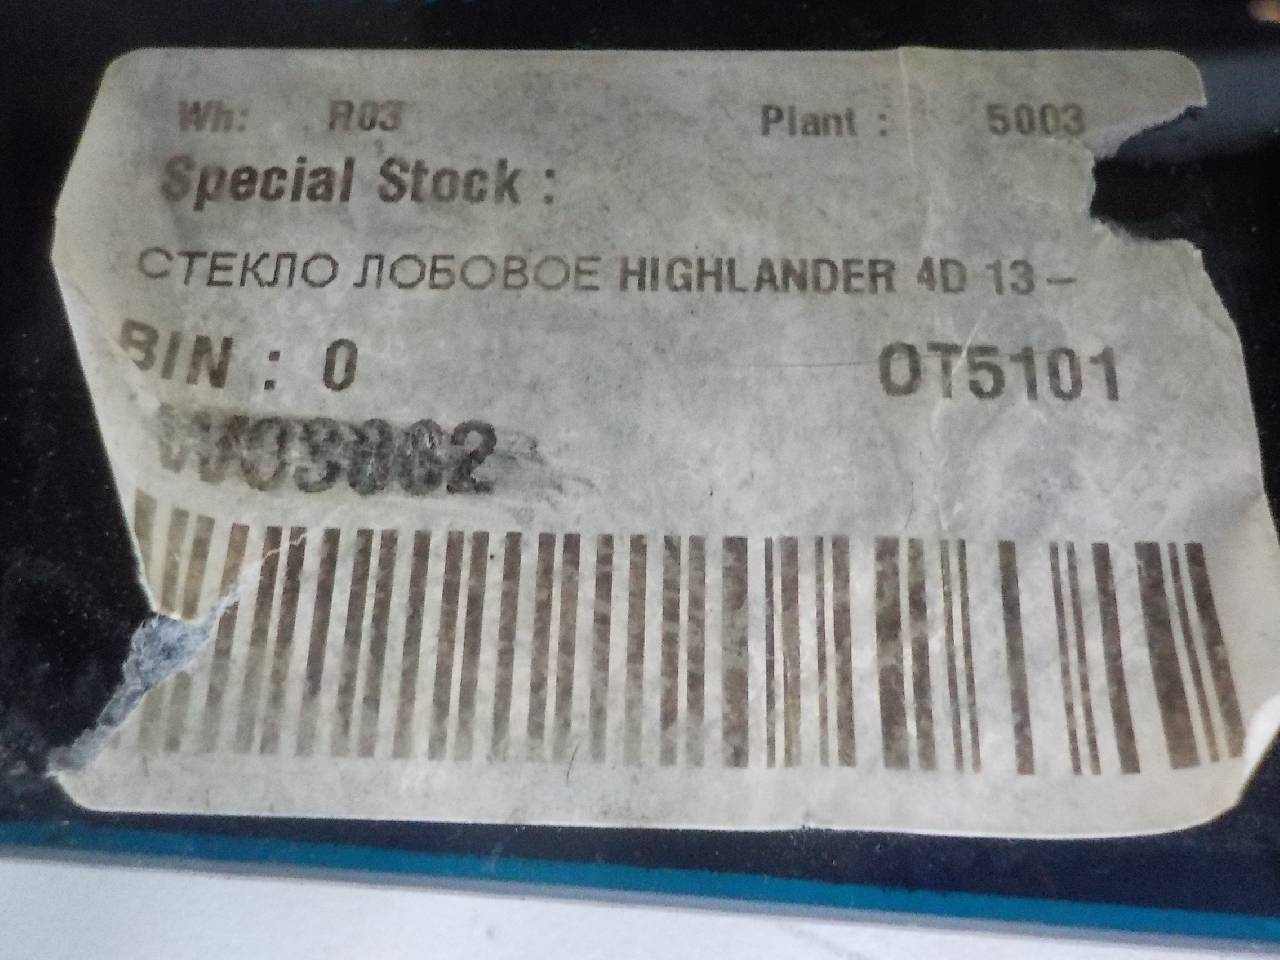 Wh: R03 Plant : 5003
Special Stock :
СТЕКЛО ЛОБОВОЕ HIGHLANDER 4D 13-
BIN : 0 OT5101